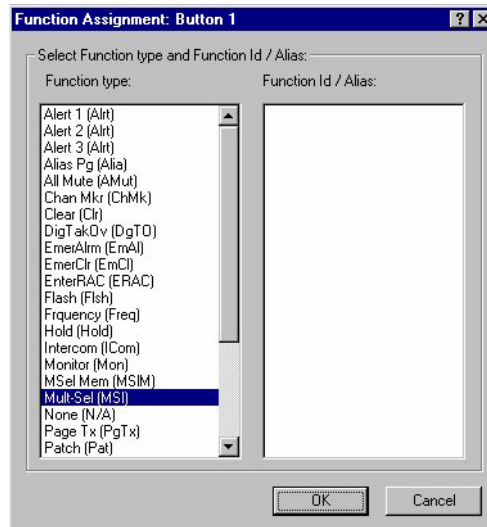 Function Assignment: Button 1
Select Function type and Function Id / Alias:
Function type:
Function Id / Alias:
Alert 1 (Alrt)
Alert 2 (Alrt)
Alert 3 (Alrt)
Alias Pg (Alia)
All Mute (AMut)
Chan Mkr (ChMk)
Clear (Clr)
DigTakOv (DgTO)
EmerAlrm (EmAl)
EmerClr (EmCl)
EnterRAC (ERAC)
Flash (Flsh)
Frquency (Freq)
Hold (Hold)
Intercom (ICom)
Monitor (Mon)
MSel Mem (MSlM)
Mult-Sel (MSl)
None (N/A)
Page Tx (PgTx)
Patch (Pat)
OK
Cancel